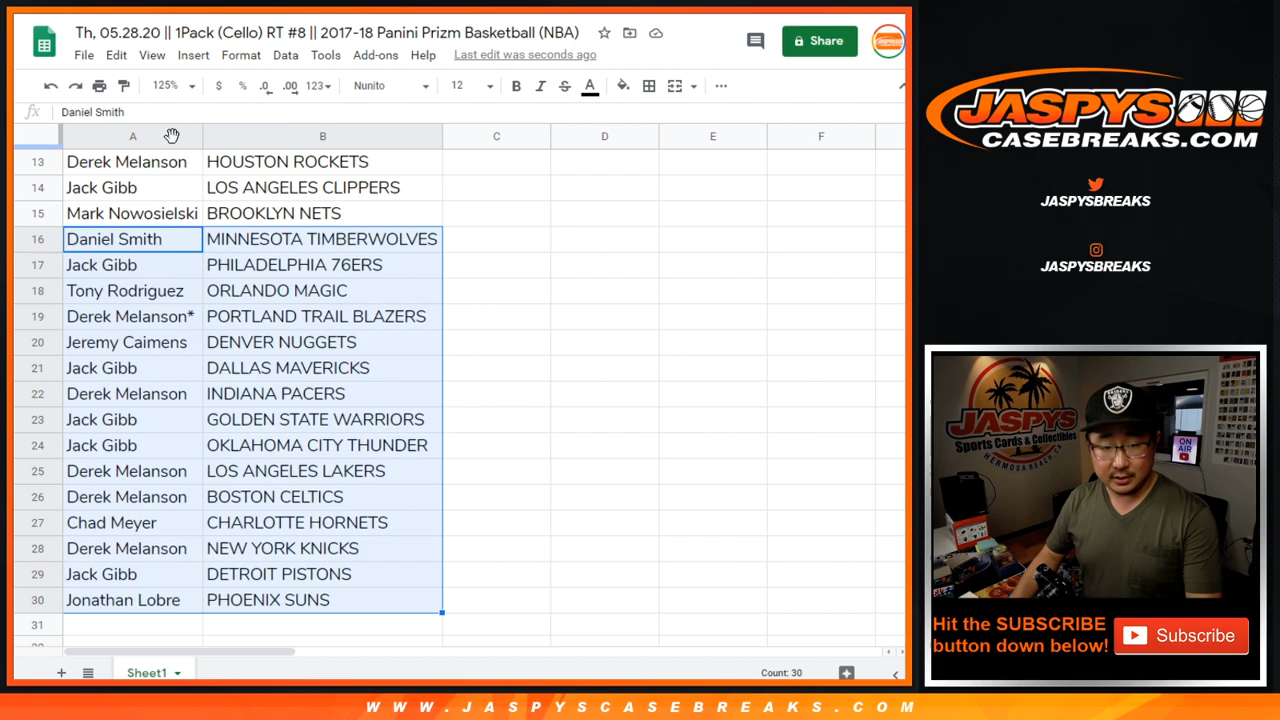 Th, 05.28.20 || 1Pack (Cello) RT #8 || 2017-18 Panini Prizm Basketball (NBA)
File Edit View Insert Format Data Tools Add-ons Help Last edit was seconds ago
Share
125% $ % .0 .00 123 Nunito 12 B I S A
fx Daniel Smith
A B C D E F
13 Derek Melanson HOUSTON ROCKETS
14 Jack Gibb LOS ANGELES CLIPPERS
15 Mark Nowosielski BROOKLYN NETS
16 Daniel Smith MINNESOTA TIMBERWOLVES
17 Jack Gibb PHILADELPHIA 76ERS
18 Tony Rodriguez ORLANDO MAGIC
19 Derek Melanson* PORTLAND TRAIL BLAZERS
20 Jeremy Caimens DENVER NUGGETS
21 Jack Gibb DALLAS MAVERICKS
22 Derek Melanson INDIANA PACERS
23 Jack Gibb GOLDEN STATE WARRIORS
24 Jack Gibb OKLAHOMA CITY THUNDER
25 Derek Melanson LOS ANGELES LAKERS
26 Derek Melanson BOSTON CELTICS
27 Chad Meyer CHARLOTTE HORNETS
28 Derek Melanson NEW YORK KNICKS
29 Jack Gibb DETROIT PISTONS
30 Jonathan Lobre PHOENIX SUNS
31
Sheet1
Count: 30
JASPYS
CASEBREAKS.COM
JASPYSBREAKS
JASPYSBREAKS
JASPYS
Sports Cards & Collectibles
HERMOSA BEACH CA
RAIDERS
ON
AIR
Hit the SUBSCRIBE
button down below!
Subscribe
WWW.JASPYSCASEBREAKS.COM